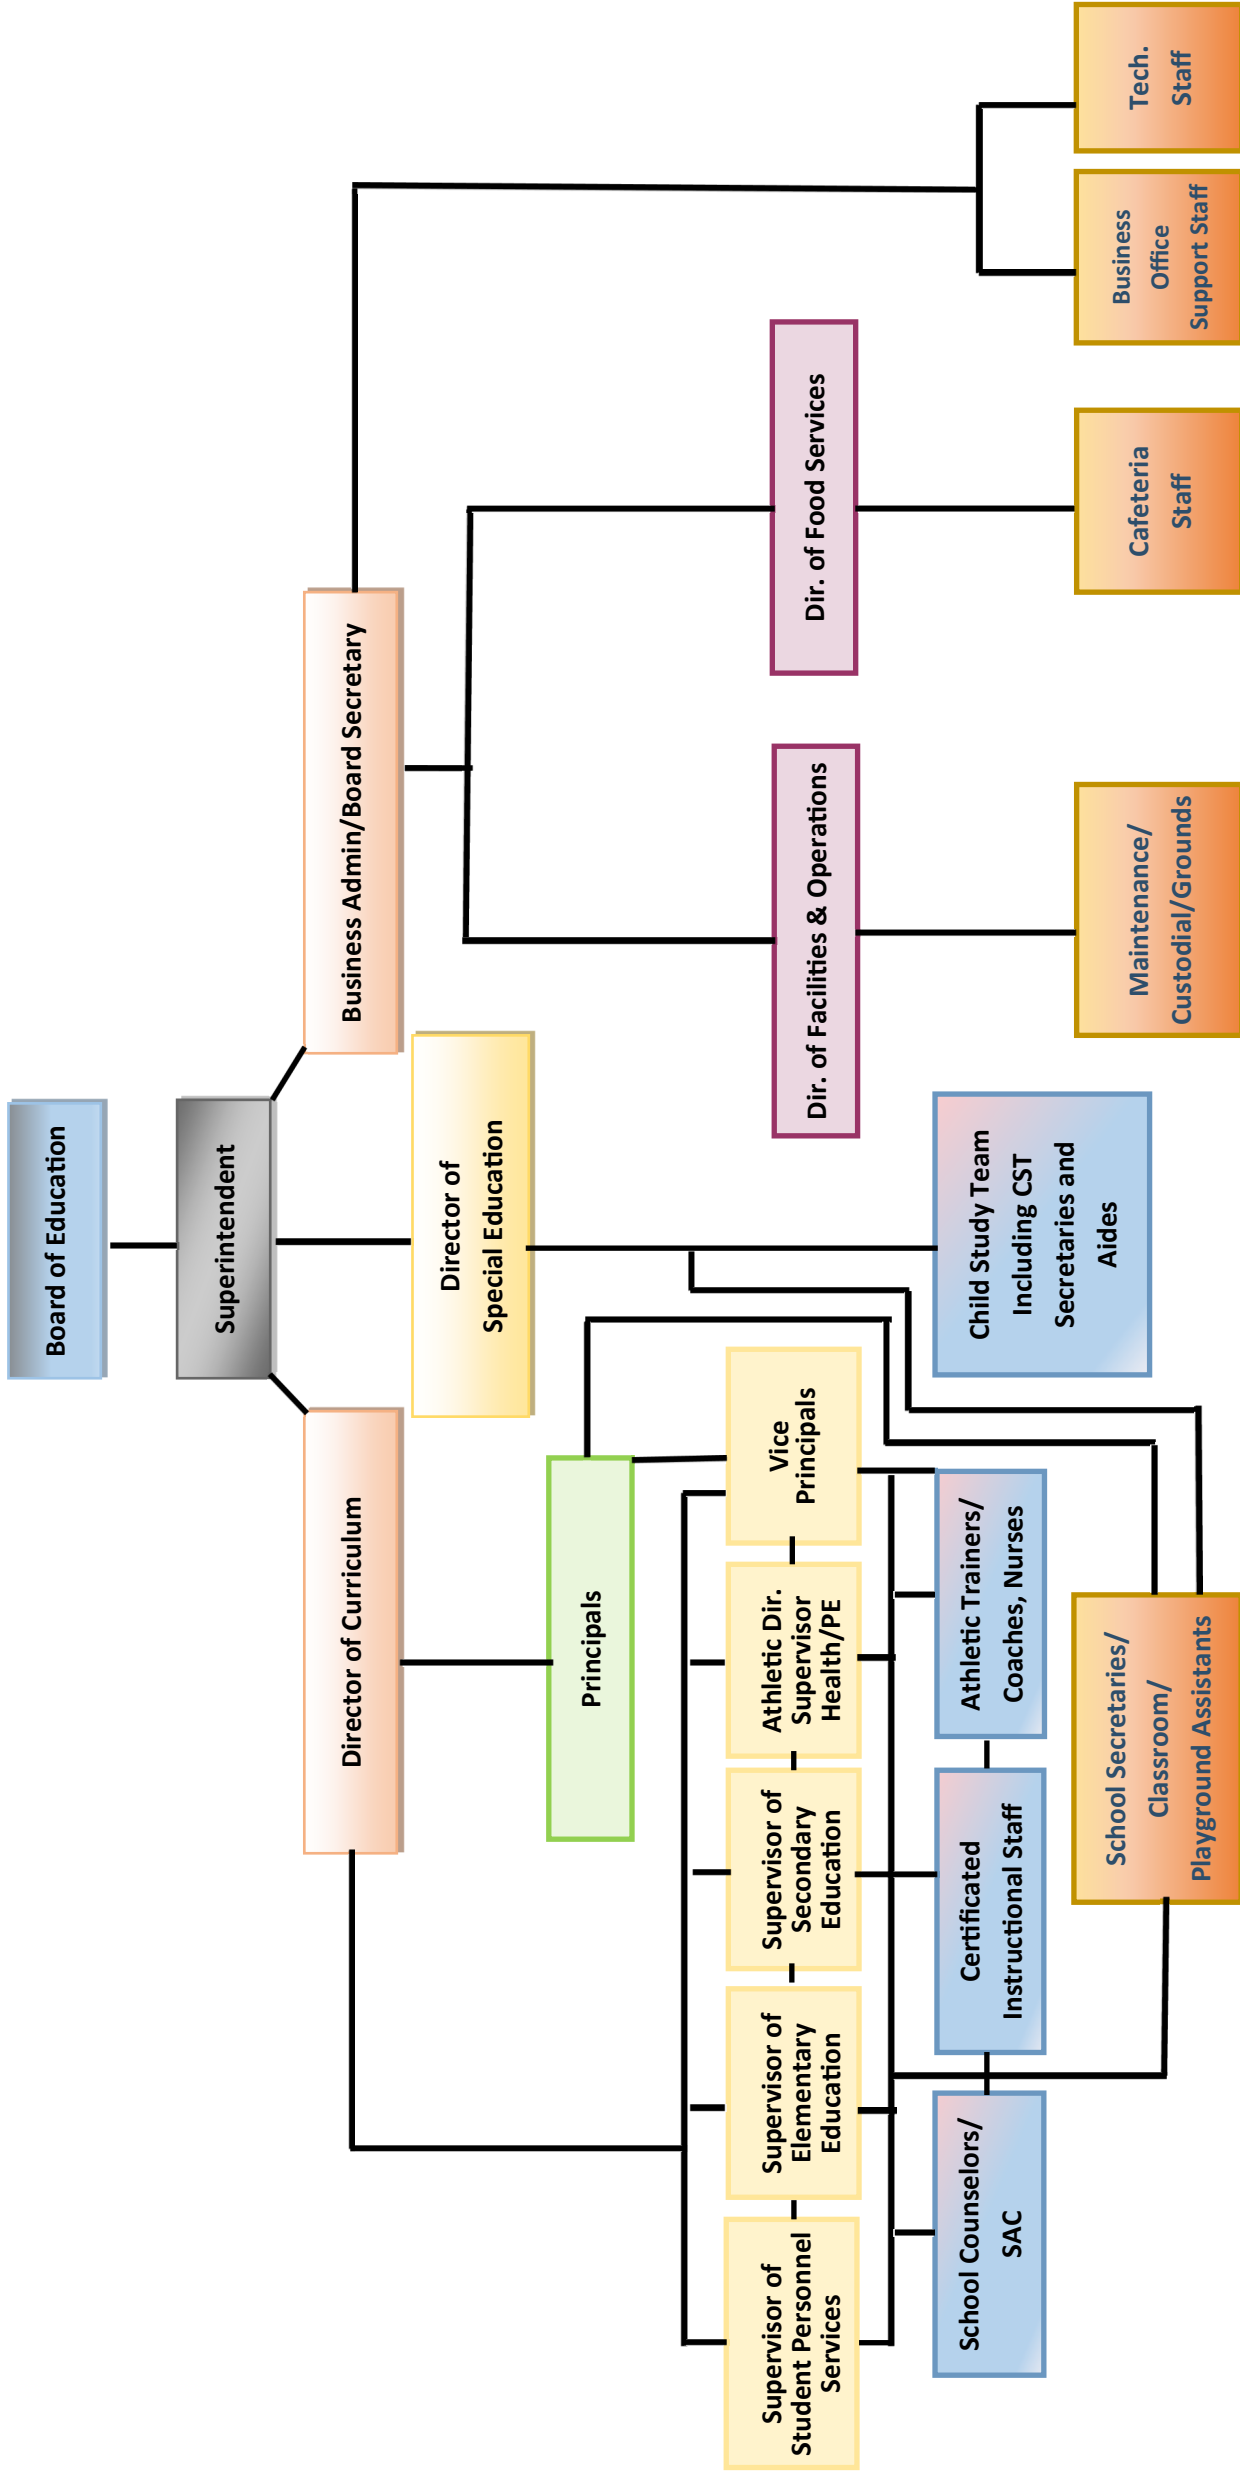 Board of Education
Superintendent
Director of Curriculum
Business Admin/Board Secretary
Director of
Special Education
Principals
Supervisor of
Student Personnel
Services
Supervisor of
Elementary
Education
Supervisor of
Secondary
Education
Athletic Dir.
Supervisor
Health/PE
Vice
Principals
Dir. of Facilities & Operations
Dir. of Food Services
School Counselors/
SAC
Certificated
Instructional Staff
Athletic Trainers/
Coaches, Nurses
Child Study Team
Including CST
Secretaries and
Aides
School Secretaries/
Classroom/
Playground Assistants
Maintenance/
Custodial/Grounds
Cafeteria
Staff
Business
Office
Support Staff
Tech.
Staff